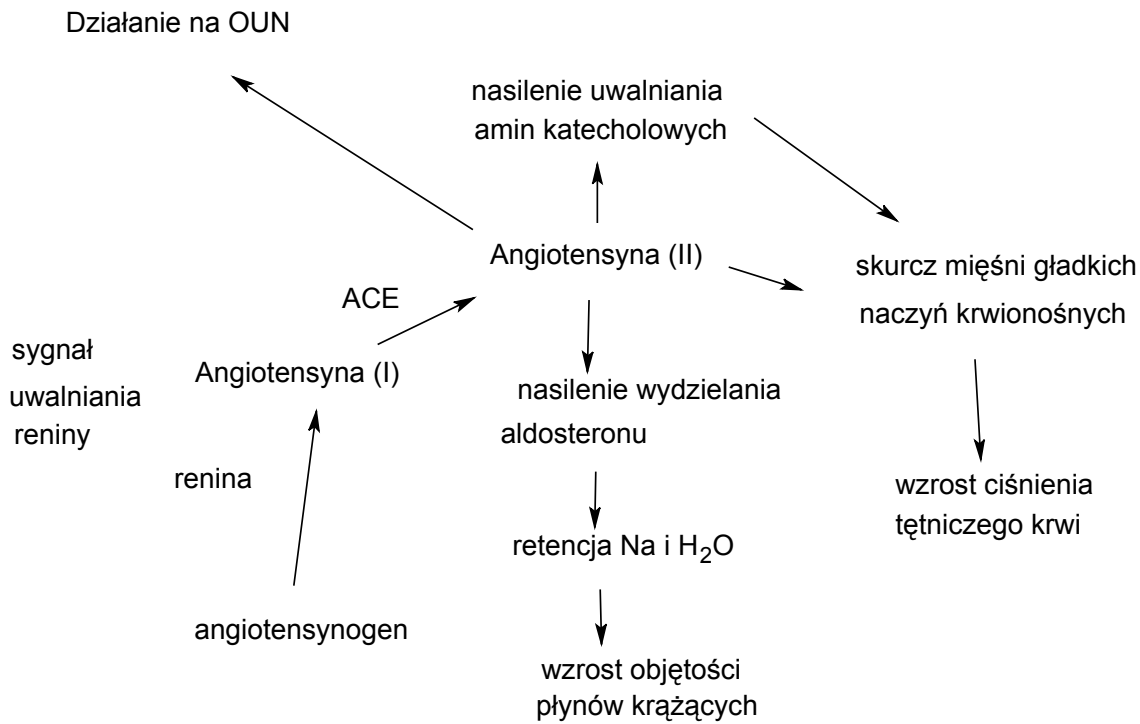 Działanie na OUN
nasilenie uwalniania
amin katecholowych
Angiotensyna (II)
skurcz mięśni gładkich
naczyń krwionośnych
ACE
sygnał
uwalniania
reniny
Angiotensyna (I)
nasilenie wydzielania
aldosteronu
renina
wzrost ciśnienia
tętniczego krwi
retencja Na i H₂O
angiotensynogen
wzrost objętości
płynów krążących